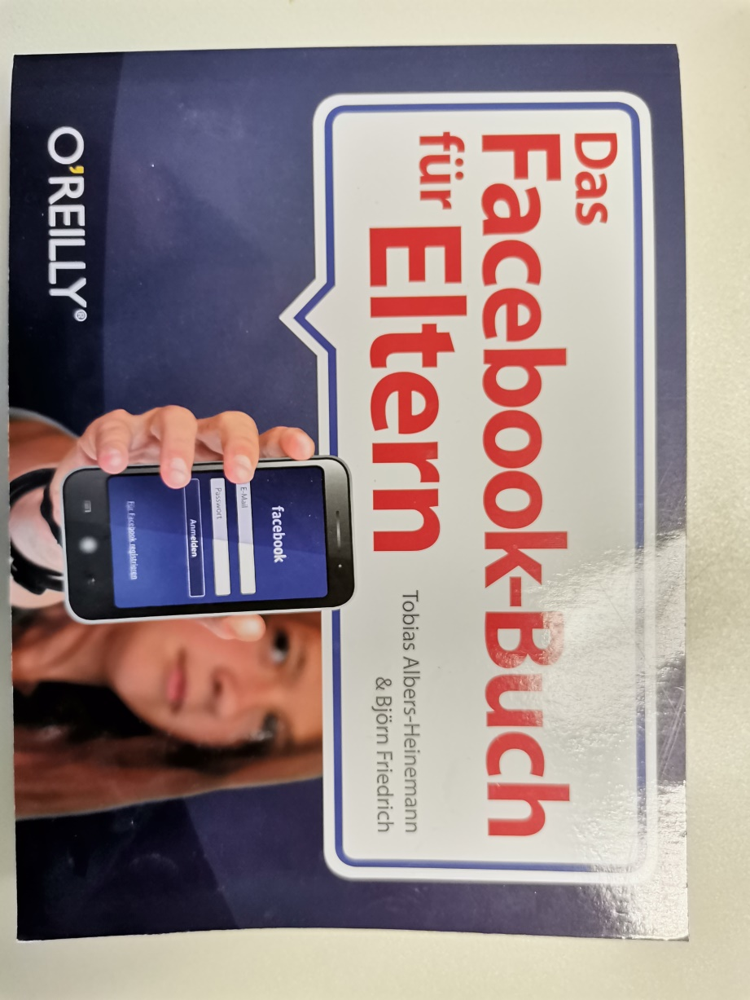 Das
Facebook-Buch
für Eltern
Tobias Albers-Heinemann
& Björn Friedrich
facebook
E-Mail
Passwort
Anmelden
Für Facebook registrieren
O'REILLY®